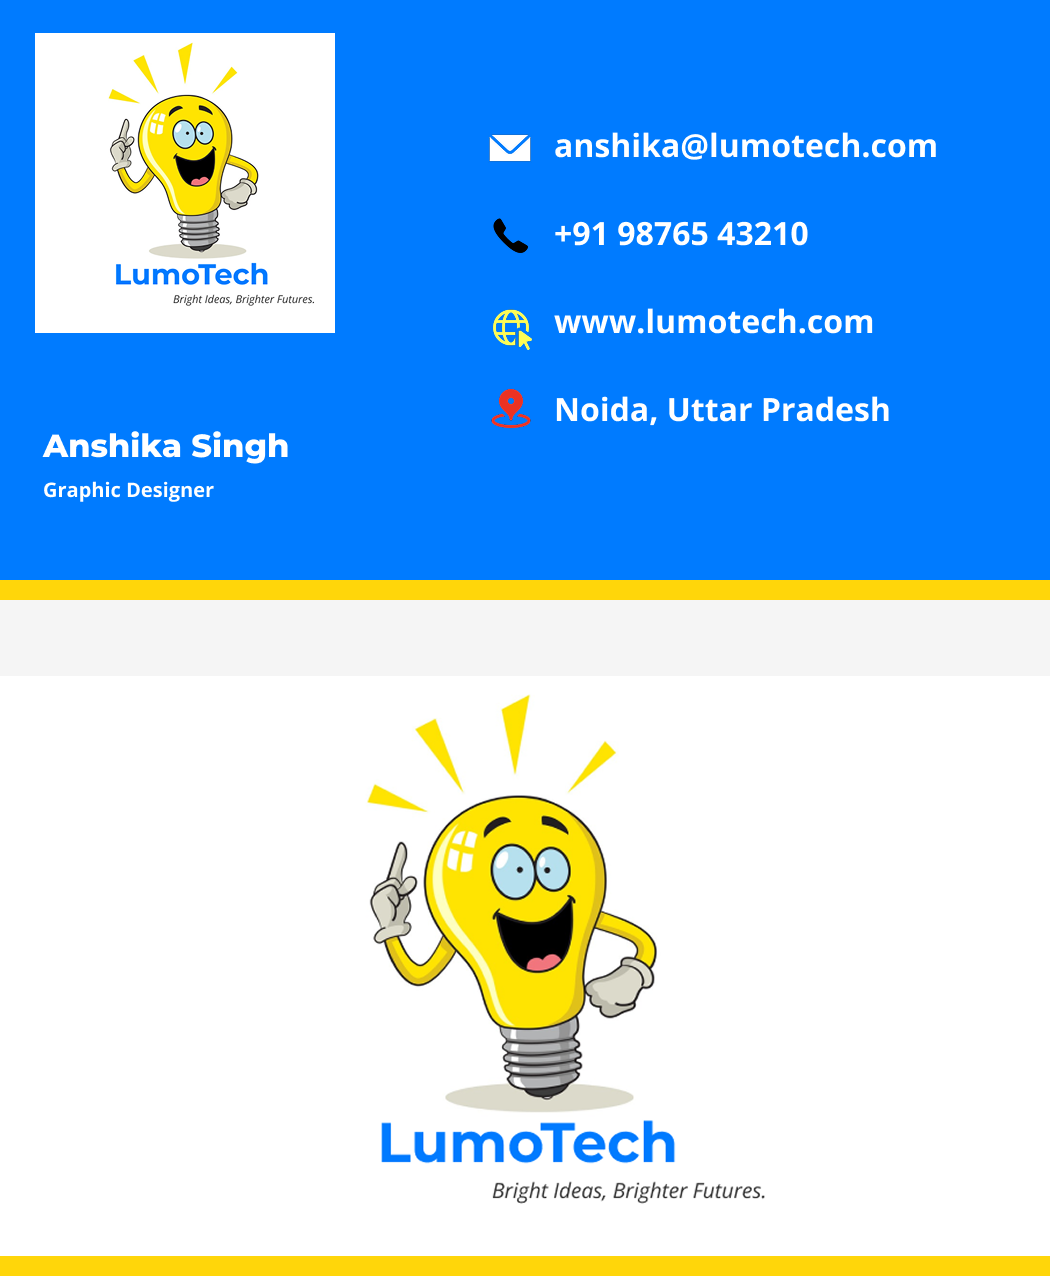 LumoTech
Bright Ideas, Brighter Futures.
Anshika Singh
Graphic Designer
anshika@lumotech.com
+91 98765 43210
www.lumotech.com
Noida, Uttar Pradesh
LumoTech
Bright Ideas, Brighter Futures.